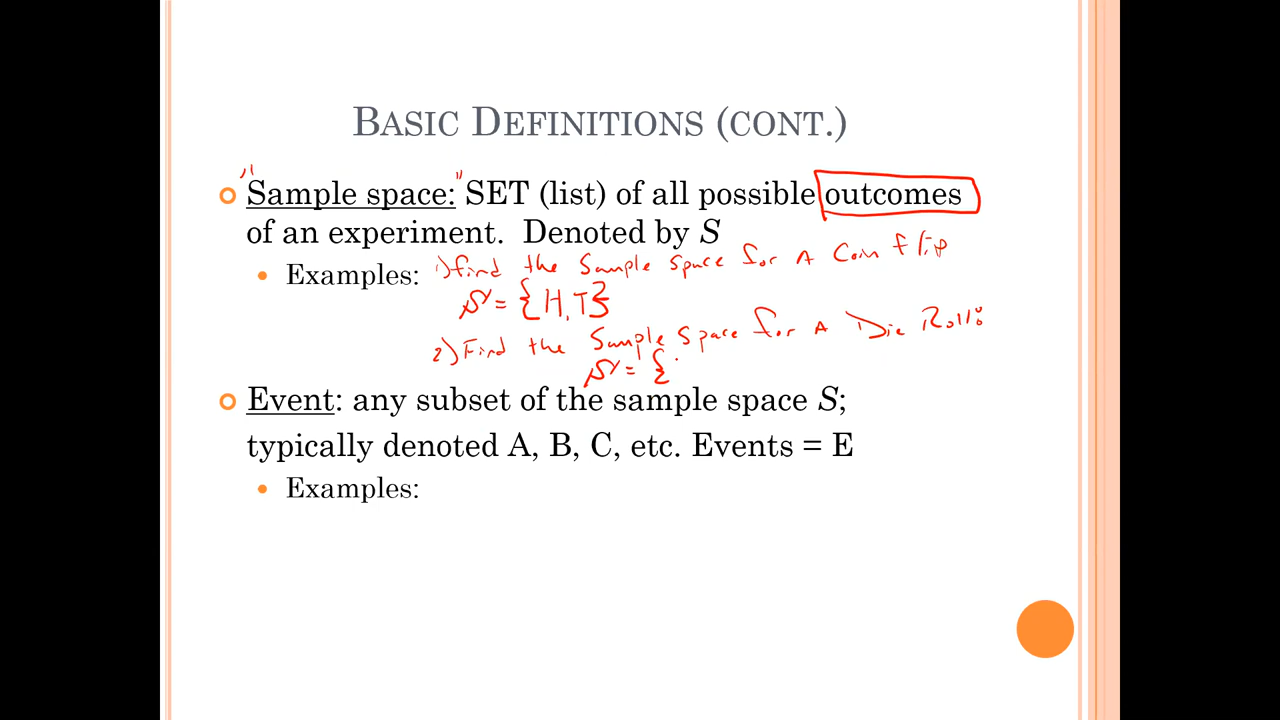 BASIC DEFINITIONS (CONT.)
"Sample space:" SET (list) of all possible outcomes
of an experiment. Denoted by S
Examples: 1) find the Sample Space for A Coin flip
S = {H, T}
2) Find the Sample Space for A Die Roll:
S = {
Event: any subset of the sample space S;
typically denoted A, B, C, etc. Events = E
Examples: